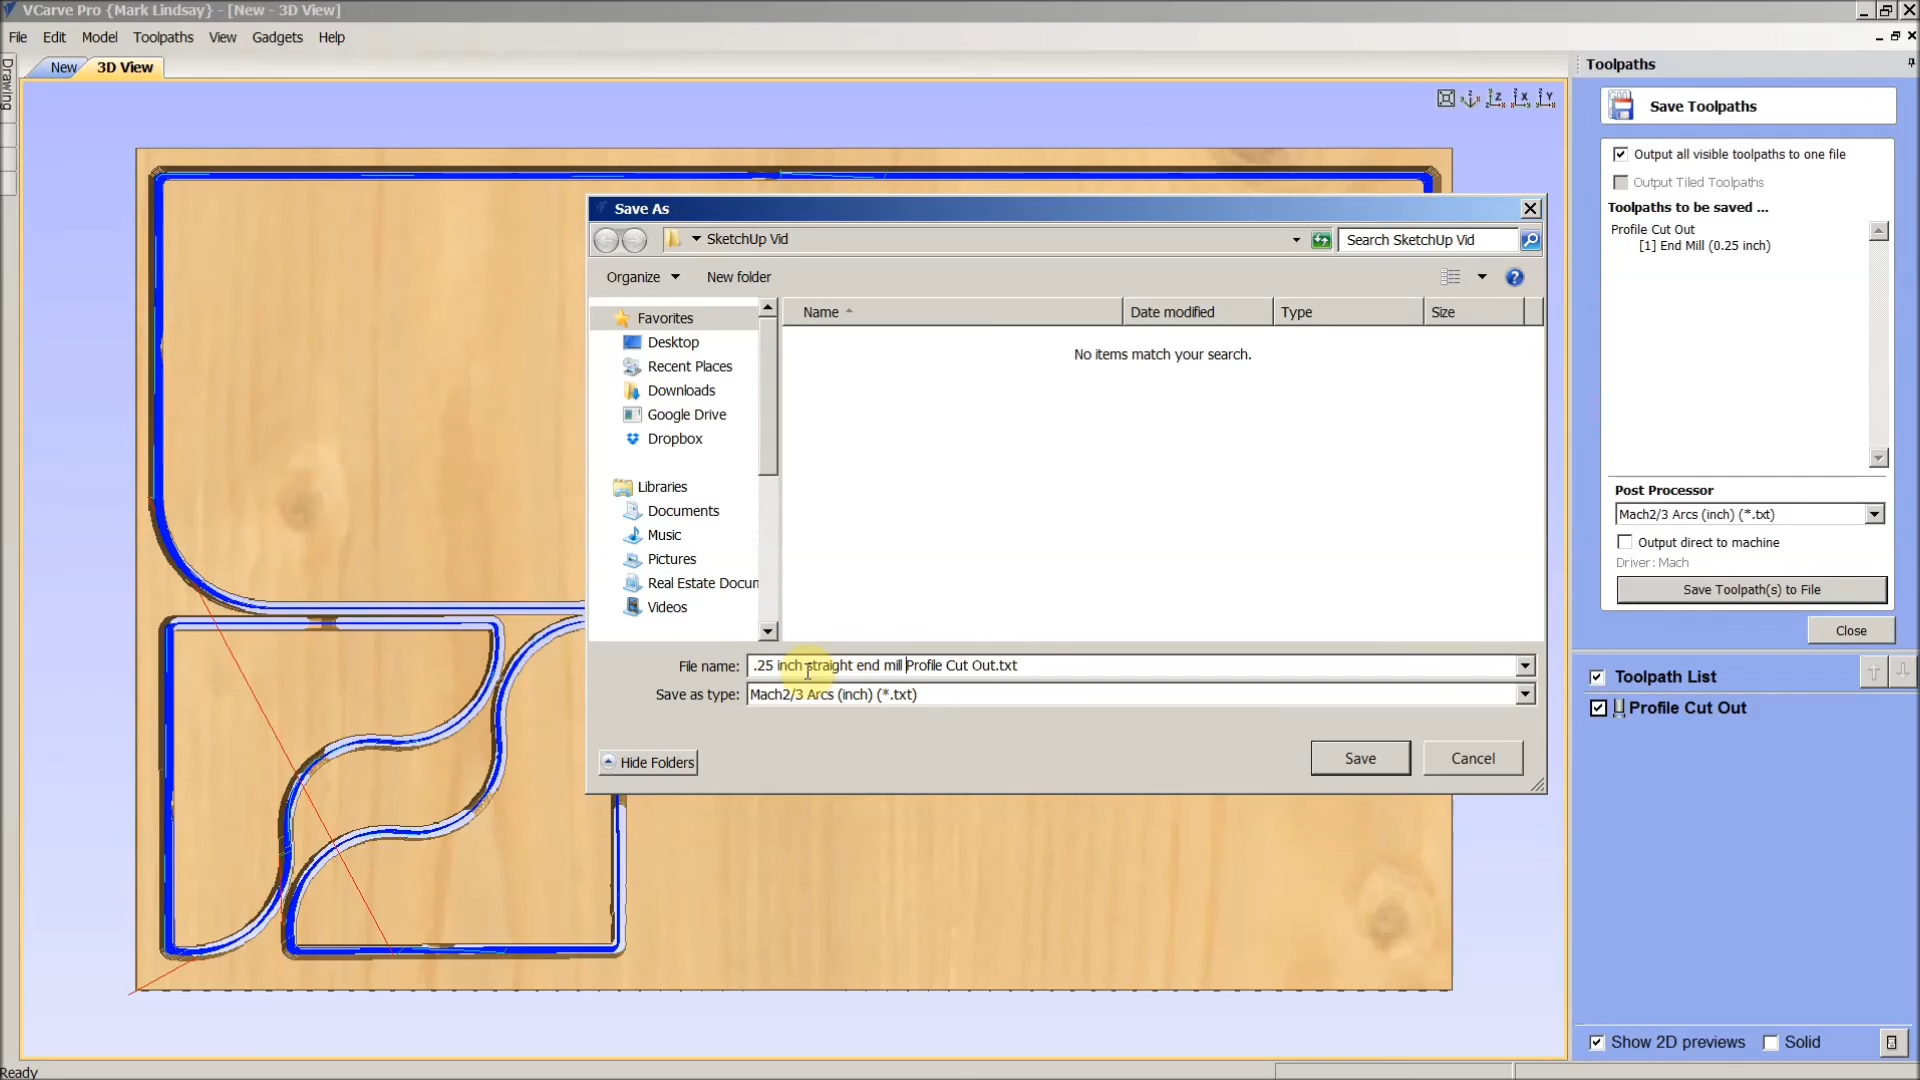 VCarve Pro {Mark Lindsay} - [New - 3D View]
File Edit Model Toolpaths View Gadgets Help
Drawing
New 3D View
Toolpaths
Save Toolpaths
Output all visible toolpaths to one file
Output Tiled Toolpaths
Toolpaths to be saved ...
Profile Cut Out
[1] End Mill (0.25 inch)
Post Processor
Mach2/3 Arcs (inch) (*.txt)
Output direct to machine
Driver: Mach
Save Toolpath(s) to File
Close
Toolpath List
Profile Cut Out
Show 2D previews Solid
Save As
SketchUp Vid
Search SketchUp Vid
Organize New folder
Name Date modified Type Size
No items match your search.
Favorites
Desktop
Recent Places
Downloads
Google Drive
Dropbox
Libraries
Documents
Music
Pictures
Real Estate Docum
Videos
File name: .25 inch straight end mill Profile Cut Out.txt
Save as type: Mach2/3 Arcs (inch) (*.txt)
Hide Folders
Save Cancel
Ready